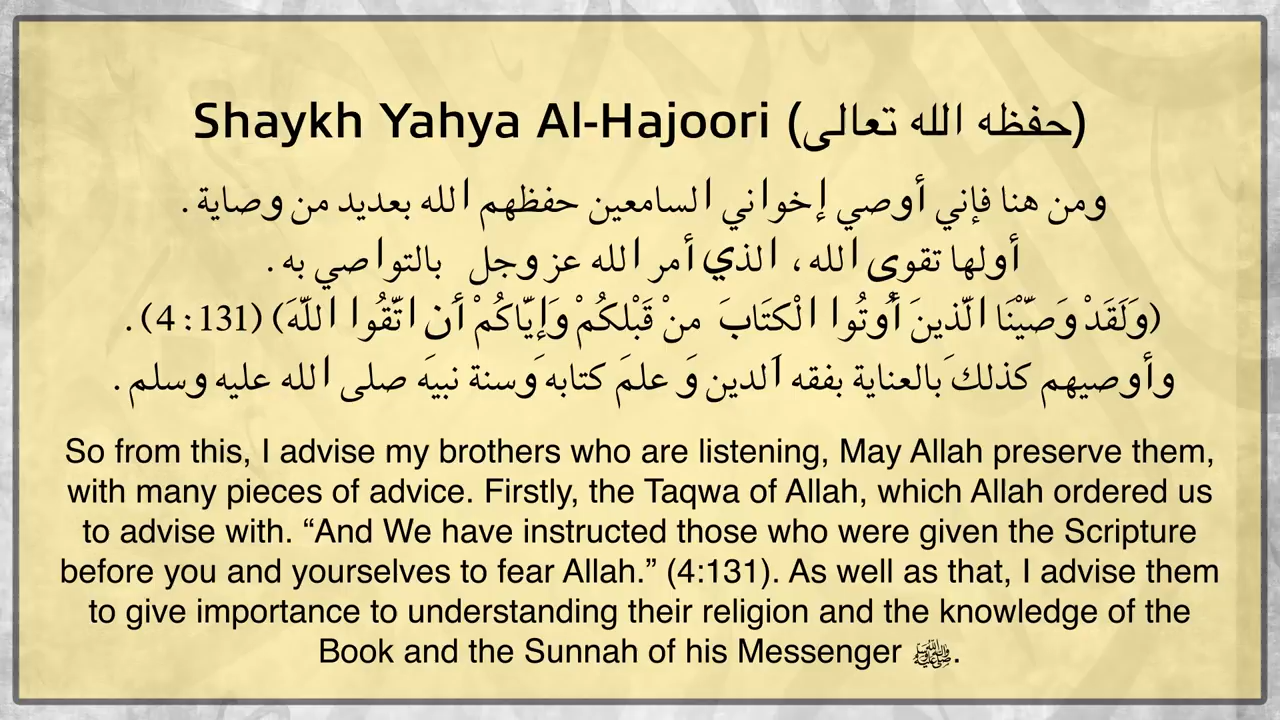 Shaykh Yahya Al-Hajoori (حفظه الله تعالى)
ومن هنا فإني أوصي إخواني السامعين حفظهم الله بعديد من وصاية .
أولها تقوى الله، الذي أمر الله عز وجل بالتواصي به .
(وَلَقَدْ وَصَّيْنَا الَّذِينَ أُوتُوا الْكِتَابَ مِنْ قَبْلِكُمْ وَإِيَّاكُمْ أَنِ اتَّقُوا اللَّهَ) (4:131).
وأوصيهم كذلكَ بالعناية بفقه اَلدين وَ علمَ كتابه وَسنة نبيهَ صلى الله عليه وسلم .
So from this, I advise my brothers who are listening, May Allah preserve them,
with many pieces of advice. Firstly, the Taqwa of Allah, which Allah ordered us
to advise with. “And We have instructed those who were given the Scripture
before you and yourselves to fear Allah.” (4:131). As well as that, I advise them
to give importance to understanding their religion and the knowledge of the
Book and the Sunnah of his Messenger ﷺ.